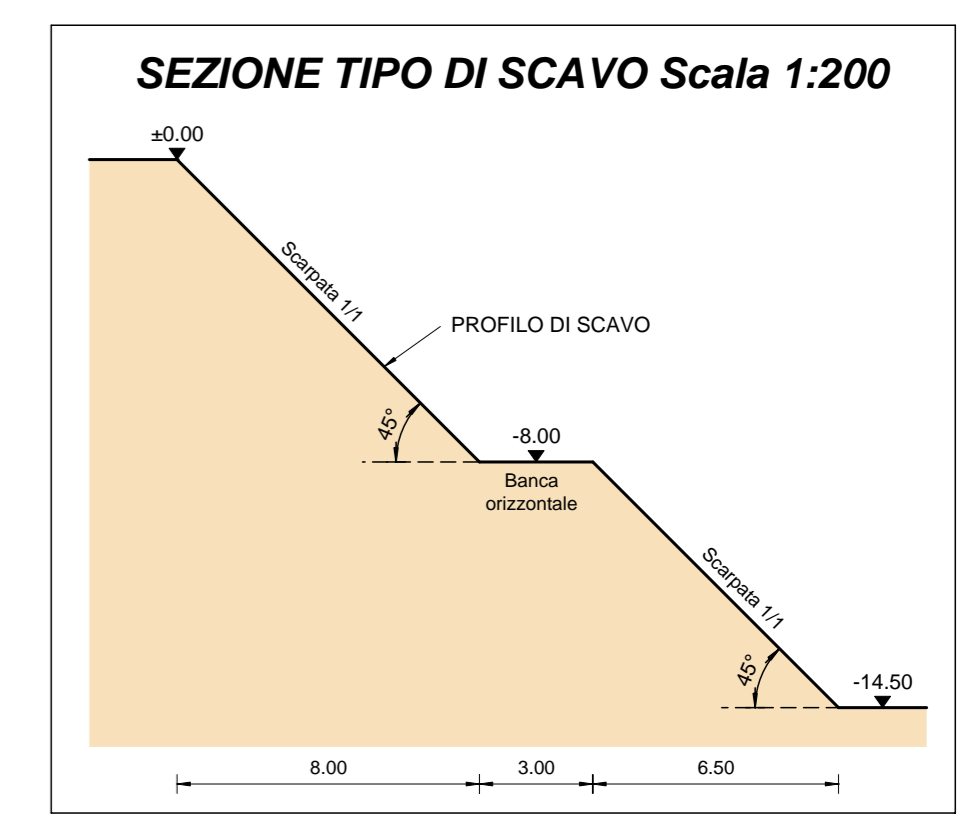 SEZIONE TIPO DI SCAVO Scala 1:200
±0.00
Scarpata 1/1
PROFILO DI SCAVO
45°
-8.00
Banca
orizzontale
Scarpata 1/1
45°
-14.50
8.00
3.00
6.50